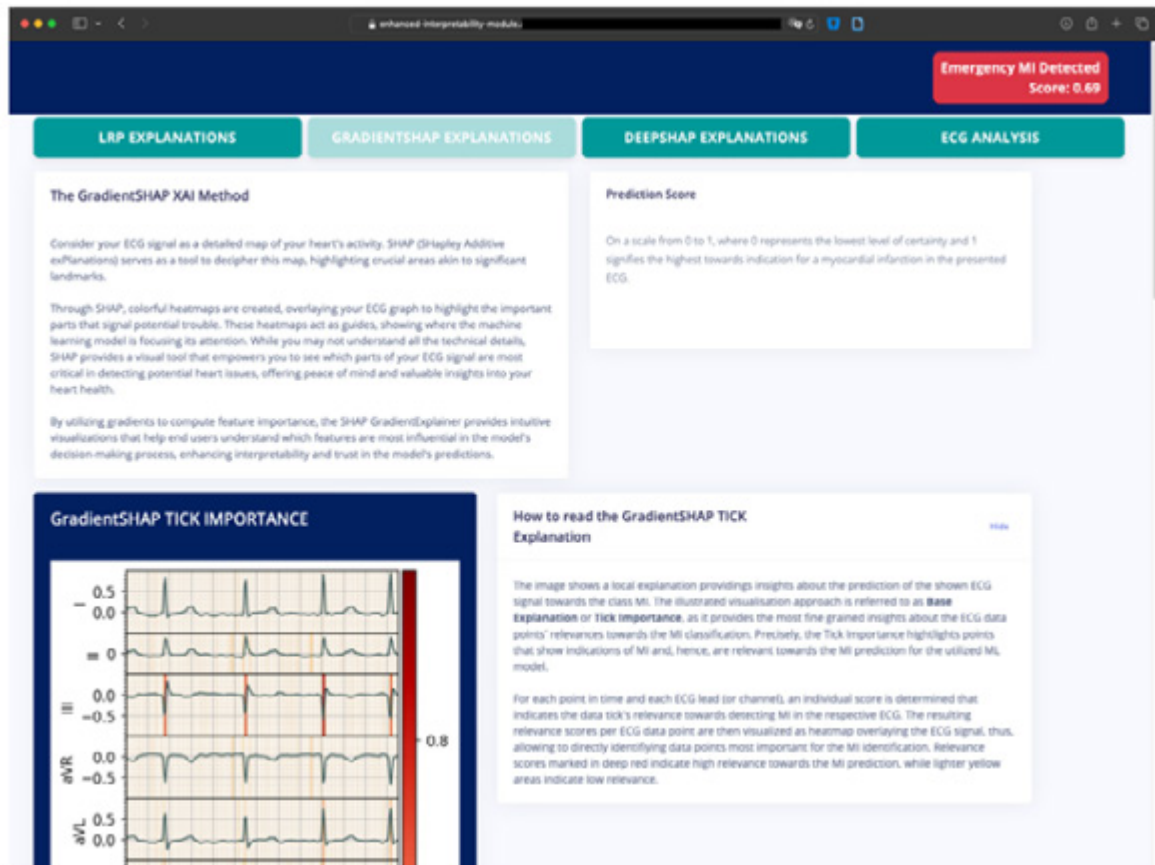 enhanced-interpretability-module.
Emergency MI Detected
Score: 0.69
LRP EXPLANATIONS
GRADIENTSHAP EXPLANATIONS
DEEPSHAP EXPLANATIONS
ECG ANALYSIS
The GradientSHAP XAI Method
Consider your ECG signal as a detailed map of your heart's activity. SHAP (SHapley Additive
exPlanations) serves as a tool to decipher this map, highlighting crucial areas akin to significant
landmarks.
Through SHAP, colorful heatmaps are created, overlaying your ECG graph to highlight the important
parts that signal potential trouble. These heatmaps act as guides, showing where the machine
learning model is focusing its attention. While you may not understand all the technical details,
SHAP provides a visual tool that empowers you to see which parts of your ECG signal are most
critical in detecting potential heart issues, offering peace of mind and valuable insights into your
heart health.
By utilizing gradients to compute feature importance, the SHAP GradientExplainer provides intuitive
visualizations that help end users understand which features are most influential in the model's
decision-making process, enhancing interpretability and trust in the model's predictions.
Prediction Score
On a scale from 0 to 1, where 0 represents the lowest level of certainty and 1
signifies the highest towards indication for a myocardial infarction in the presented
ECG.
GradientSHAP TICK IMPORTANCE
I
0.5
0.0
II
0
III
0.0
−0.5
aVR
0.0
−0.5
aVL
0.5
0.0
0.8
How to read the GradientSHAP TICK
Explanation
Hide
The image shows a local explanation providings insights about the prediction of the shown ECG
signal towards the class MI. The illustrated visualisation approach is referred to as Base
Explanation or Tick Importance, as it provides the most fine grained insights about the ECG data
points' relevances towards the MI classification. Precisely, the Tick Importance hightlights points
that show indications of MI and, hence, are relevant towards the MI prediction for the utilized ML
model.
For each point in time and each ECG lead (or channel), an individual score is determined that
indicates the data tick's relevance towards detecting MI in the respective ECG. The resulting
relevance scores per ECG data point are then visualized as heatmap overlaying the ECG signal, thus,
allowing to directly identifying data points most important for the MI identification. Relevance
scores marked in deep red indicate high relevance towards the MI prediction, while lighter yellow
areas indicate low relevance.